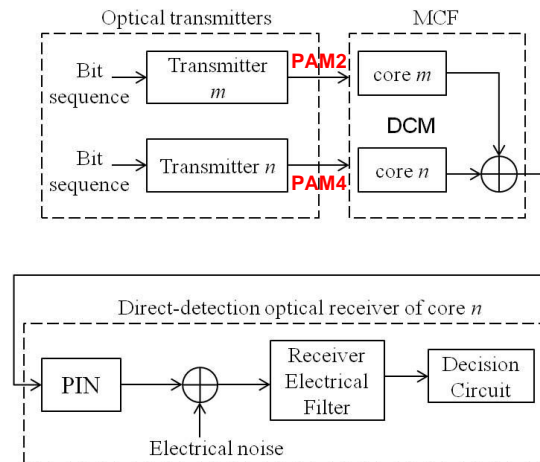 Optical transmitters
MCF
Bit
sequence
Transmitter
m
PAM2
core m
DCM
Bit
sequence
Transmitter n
PAM4
core n
Direct-detection optical receiver of core n
PIN
Receiver
Electrical
Filter
Decision
Circuit
Electrical noise